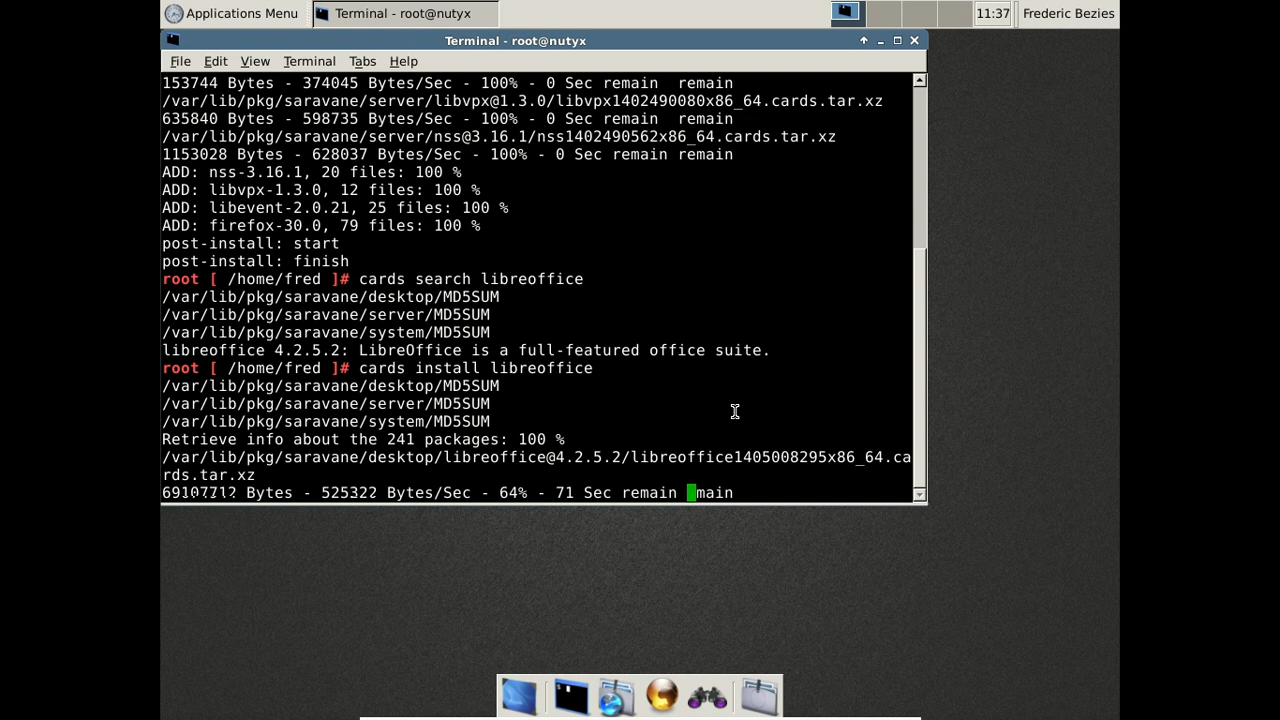 Applications Menu
Terminal - root@nutyx
11:37
Frederic Bezies
Terminal - root@nutyx
File Edit View Terminal Tabs Help
153744 Bytes - 374045 Bytes/Sec - 100% - 0 Sec remain  remain
/var/lib/pkg/saravane/server/libvpx@1.3.0/libvpx1402490080x86_64.cards.tar.xz
635840 Bytes - 598735 Bytes/Sec - 100% - 0 Sec remain  remain
/var/lib/pkg/saravane/server/nss@3.16.1/nss1402490562x86_64.cards.tar.xz
1153028 Bytes - 628037 Bytes/Sec - 100% - 0 Sec remain remain
ADD: nss-3.16.1, 20 files: 100 %
ADD: libvpx-1.3.0, 12 files: 100 %
ADD: libevent-2.0.21, 25 files: 100 %
ADD: firefox-30.0, 79 files: 100 %
post-install: start
post-install: finish
root [ /home/fred ]# cards search libreoffice
/var/lib/pkg/saravane/desktop/MD5SUM
/var/lib/pkg/saravane/server/MD5SUM
/var/lib/pkg/saravane/system/MD5SUM
libreoffice 4.2.5.2: LibreOffice is a full-featured office suite.
root [ /home/fred ]# cards install libreoffice
/var/lib/pkg/saravane/desktop/MD5SUM
/var/lib/pkg/saravane/server/MD5SUM
/var/lib/pkg/saravane/system/MD5SUM
Retrieve info about the 241 packages: 100 %
/var/lib/pkg/saravane/desktop/libreoffice@4.2.5.2/libreoffice1405008295x86_64.ca
rds.tar.xz
Bytes - 525322 Bytes/Sec - 64% - 71 Sec remain main